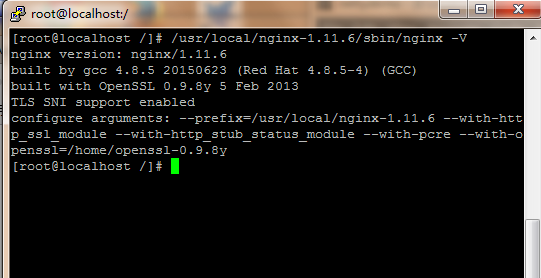 root@localhost:/
[root@localhost /]# /usr/local/nginx-1.11.6/sbin/nginx -V
nginx version: nginx/1.11.6
built by gcc 4.8.5 20150623 (Red Hat 4.8.5-4) (GCC)
built with OpenSSL 0.9.8y 5 Feb 2013
TLS SNI support enabled
configure arguments: --prefix=/usr/local/nginx-1.11.6 --with-htt
p_ssl_module --with-http_stub_status_module --with-pcre --with-o
penssl=/home/openssl-0.9.8y
[root@localhost /]#